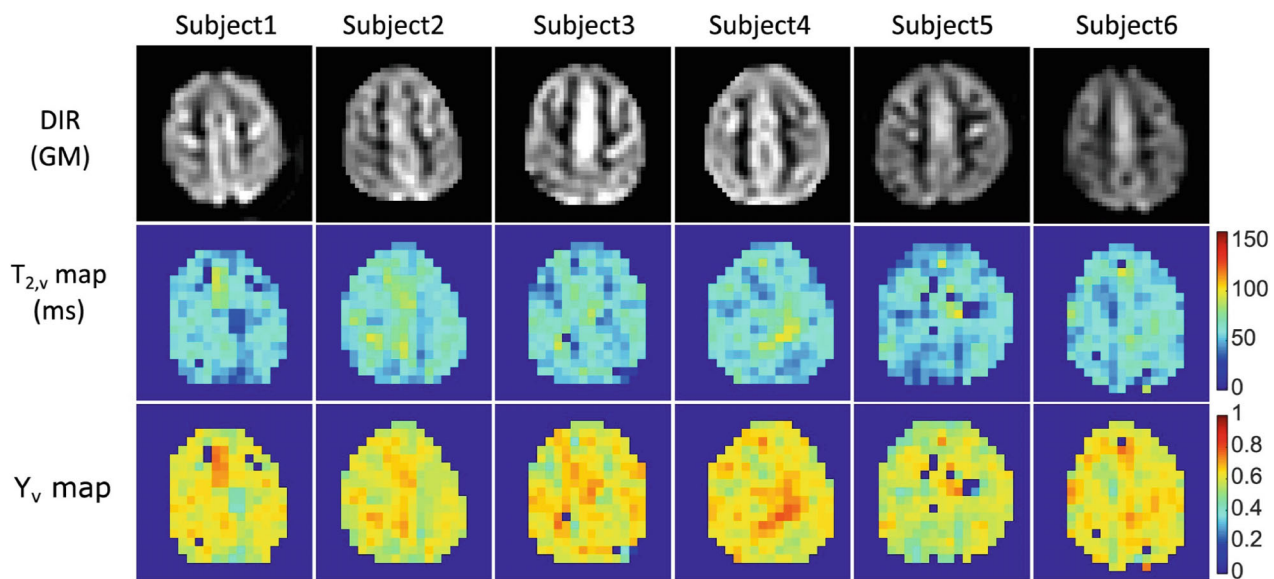 Subject1 Subject2 Subject3 Subject4 Subject5 Subject6
DIR
(GM)
T2,v map
(ms)
150
100
50
0
Yv map
1
0.8
0.6
0.4
0.2
0